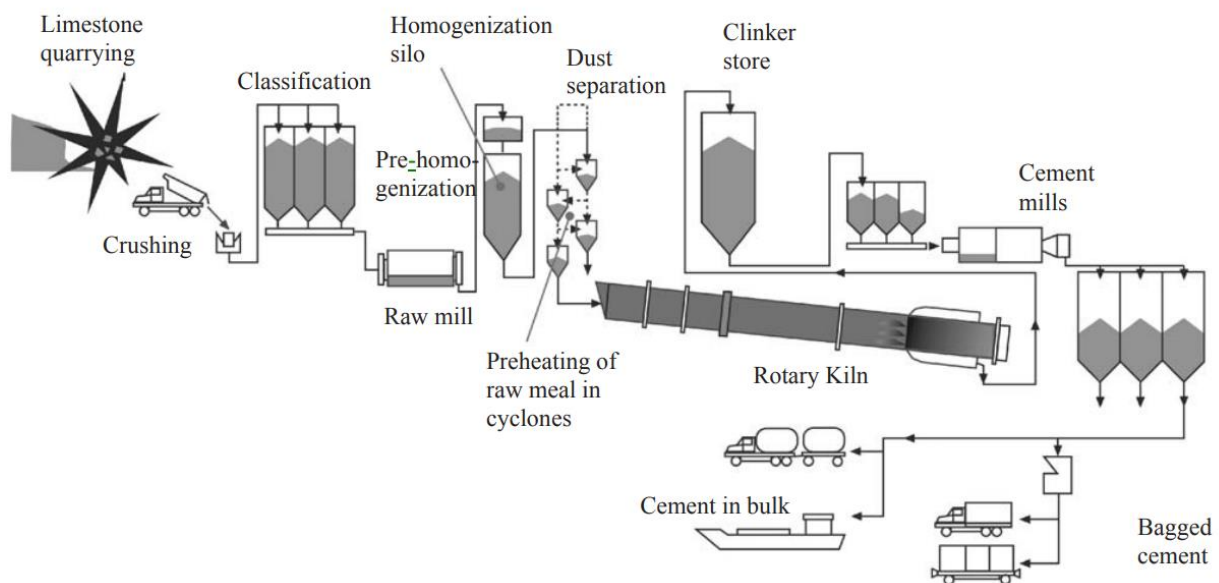 Limestone
quarrying
Classification
Homogenization
silo
Dust
separation
Clinker
store
Pre-homo-
genization
Cement
mills
Crushing
Raw mill
Preheating of
raw meal in
cyclones
Rotary Kiln
Cement in bulk
Bagged
cement